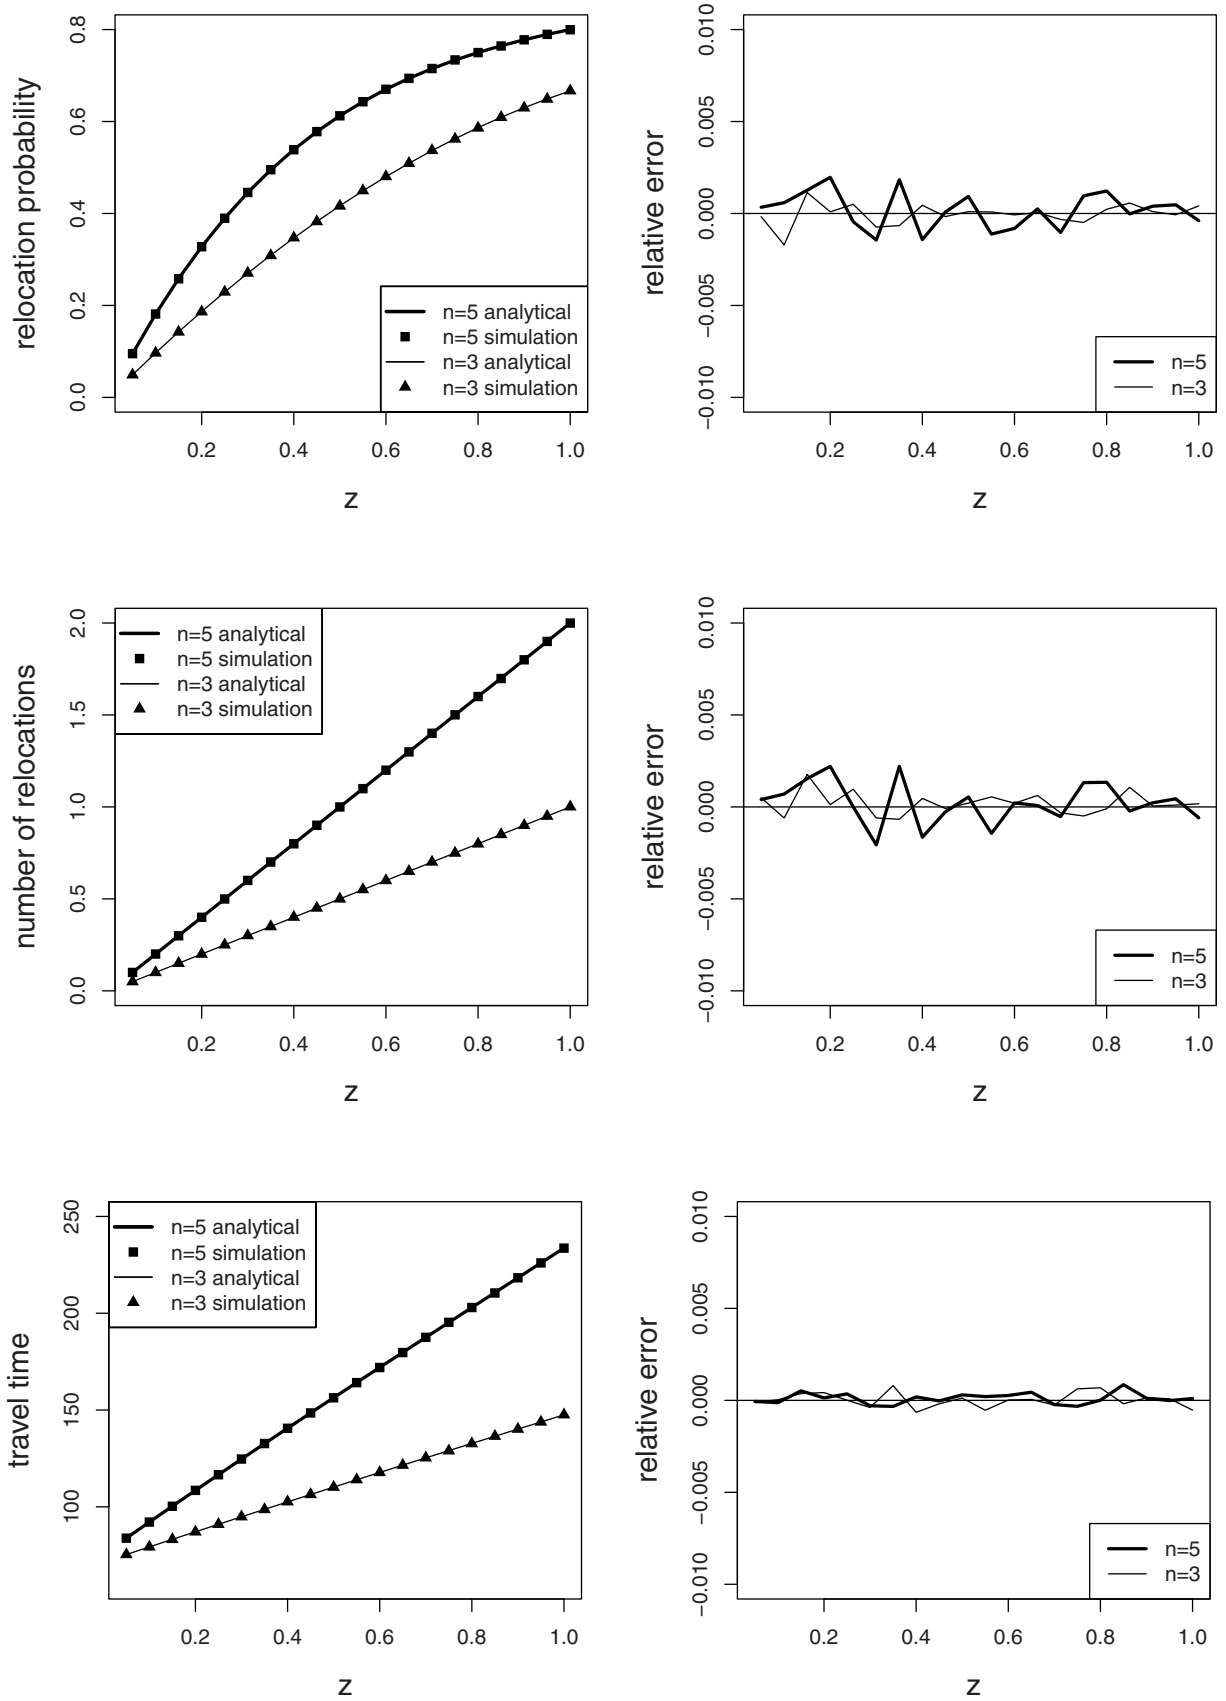 relocation probability
0.0
0.2
0.4
0.6
0.8
n=5 analytical
n=5 simulation
n=3 analytical
n=3 simulation
0.2
0.4
0.6
0.8
1.0
z
relative error
−0.010
−0.005
0.000
0.005
0.010
n=5
n=3
0.2
0.4
0.6
0.8
1.0
z
number of relocations
0.0
0.5
1.0
1.5
2.0
n=5 analytical
n=5 simulation
n=3 analytical
n=3 simulation
0.2
0.4
0.6
0.8
1.0
z
relative error
−0.010
−0.005
0.000
0.005
0.010
n=5
n=3
0.2
0.4
0.6
0.8
1.0
z
travel time
100
150
200
250
n=5 analytical
n=5 simulation
n=3 analytical
n=3 simulation
0.2
0.4
0.6
0.8
1.0
z
relative error
−0.010
−0.005
0.000
0.005
0.010
n=5
n=3
0.2
0.4
0.6
0.8
1.0
z